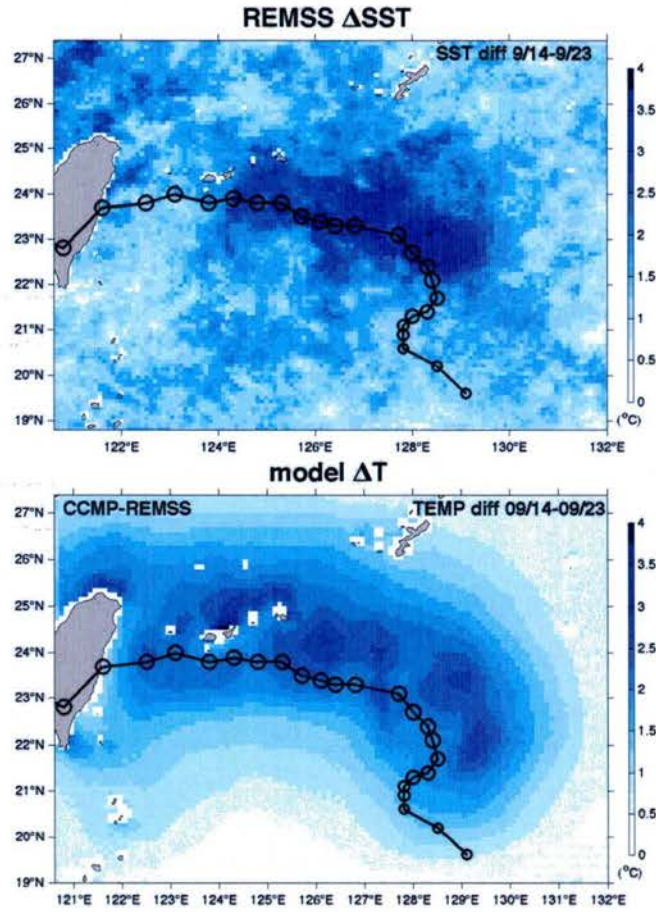 REMSS ΔSST
SST diff 9/14-9/23
27°N
26°N
25°N
24°N
23°N
22°N
21°N
20°N
19°N
122°E 124°E 126°E 128°E 130°E 132°E
4
3.5
3
2.5
2
1.5
1
0.5
0
(°C)
model ΔT
CCMP-REMSS TEMP diff 09/14-09/23
27°N
26°N
25°N
24°N
23°N
22°N
21°N
20°N
19°N
121°E 122°E 123°E 124°E 125°E 126°E 127°E 128°E 129°E 130°E 131°E 132°E
4
3.5
3
2.5
2
1.5
1
0.5
0
(°C)